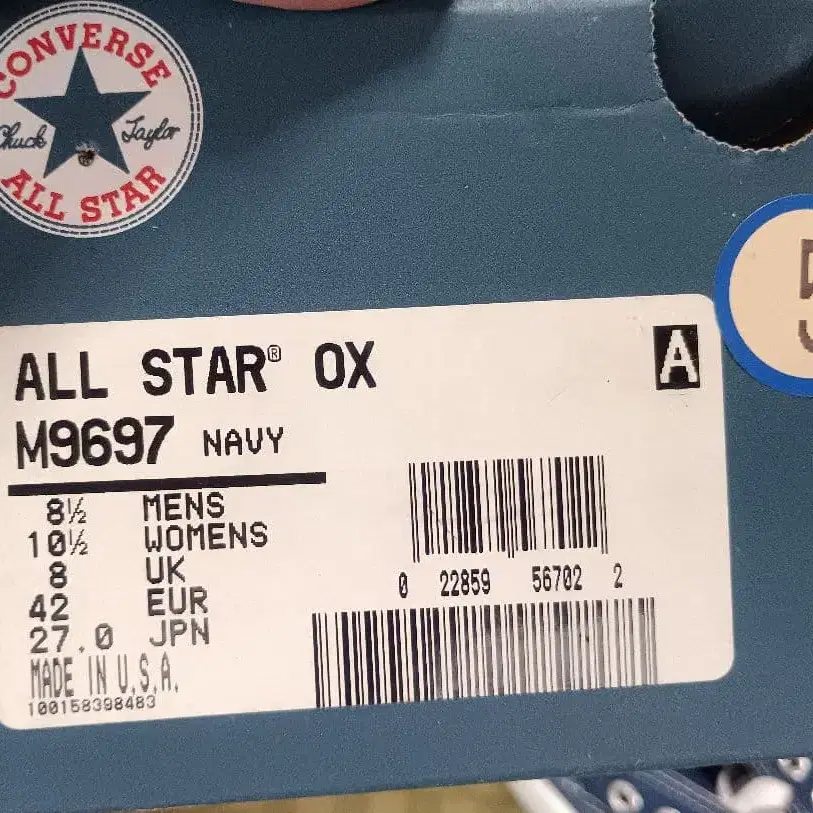 CONVERSE
Chuck Taylor
ALL STAR
ALL STAR® OX
A
M9697 NAVY
8½ MENS
10½ WOMENS
8 UK
42 EUR
27.0 JPN
MADE IN U.S.A.
100158398483
0 22859 56702 2
5